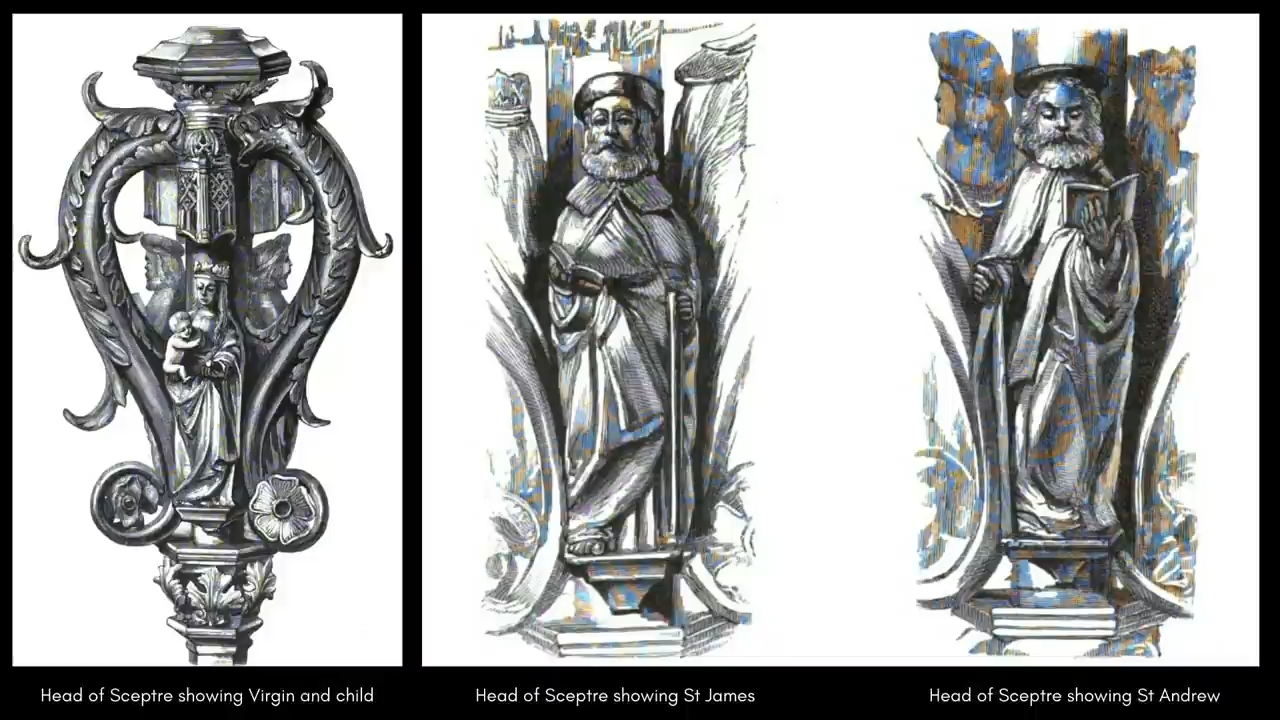 Head of Sceptre showing Virgin and child
Head of Sceptre showing St James
Head of Sceptre showing St Andrew